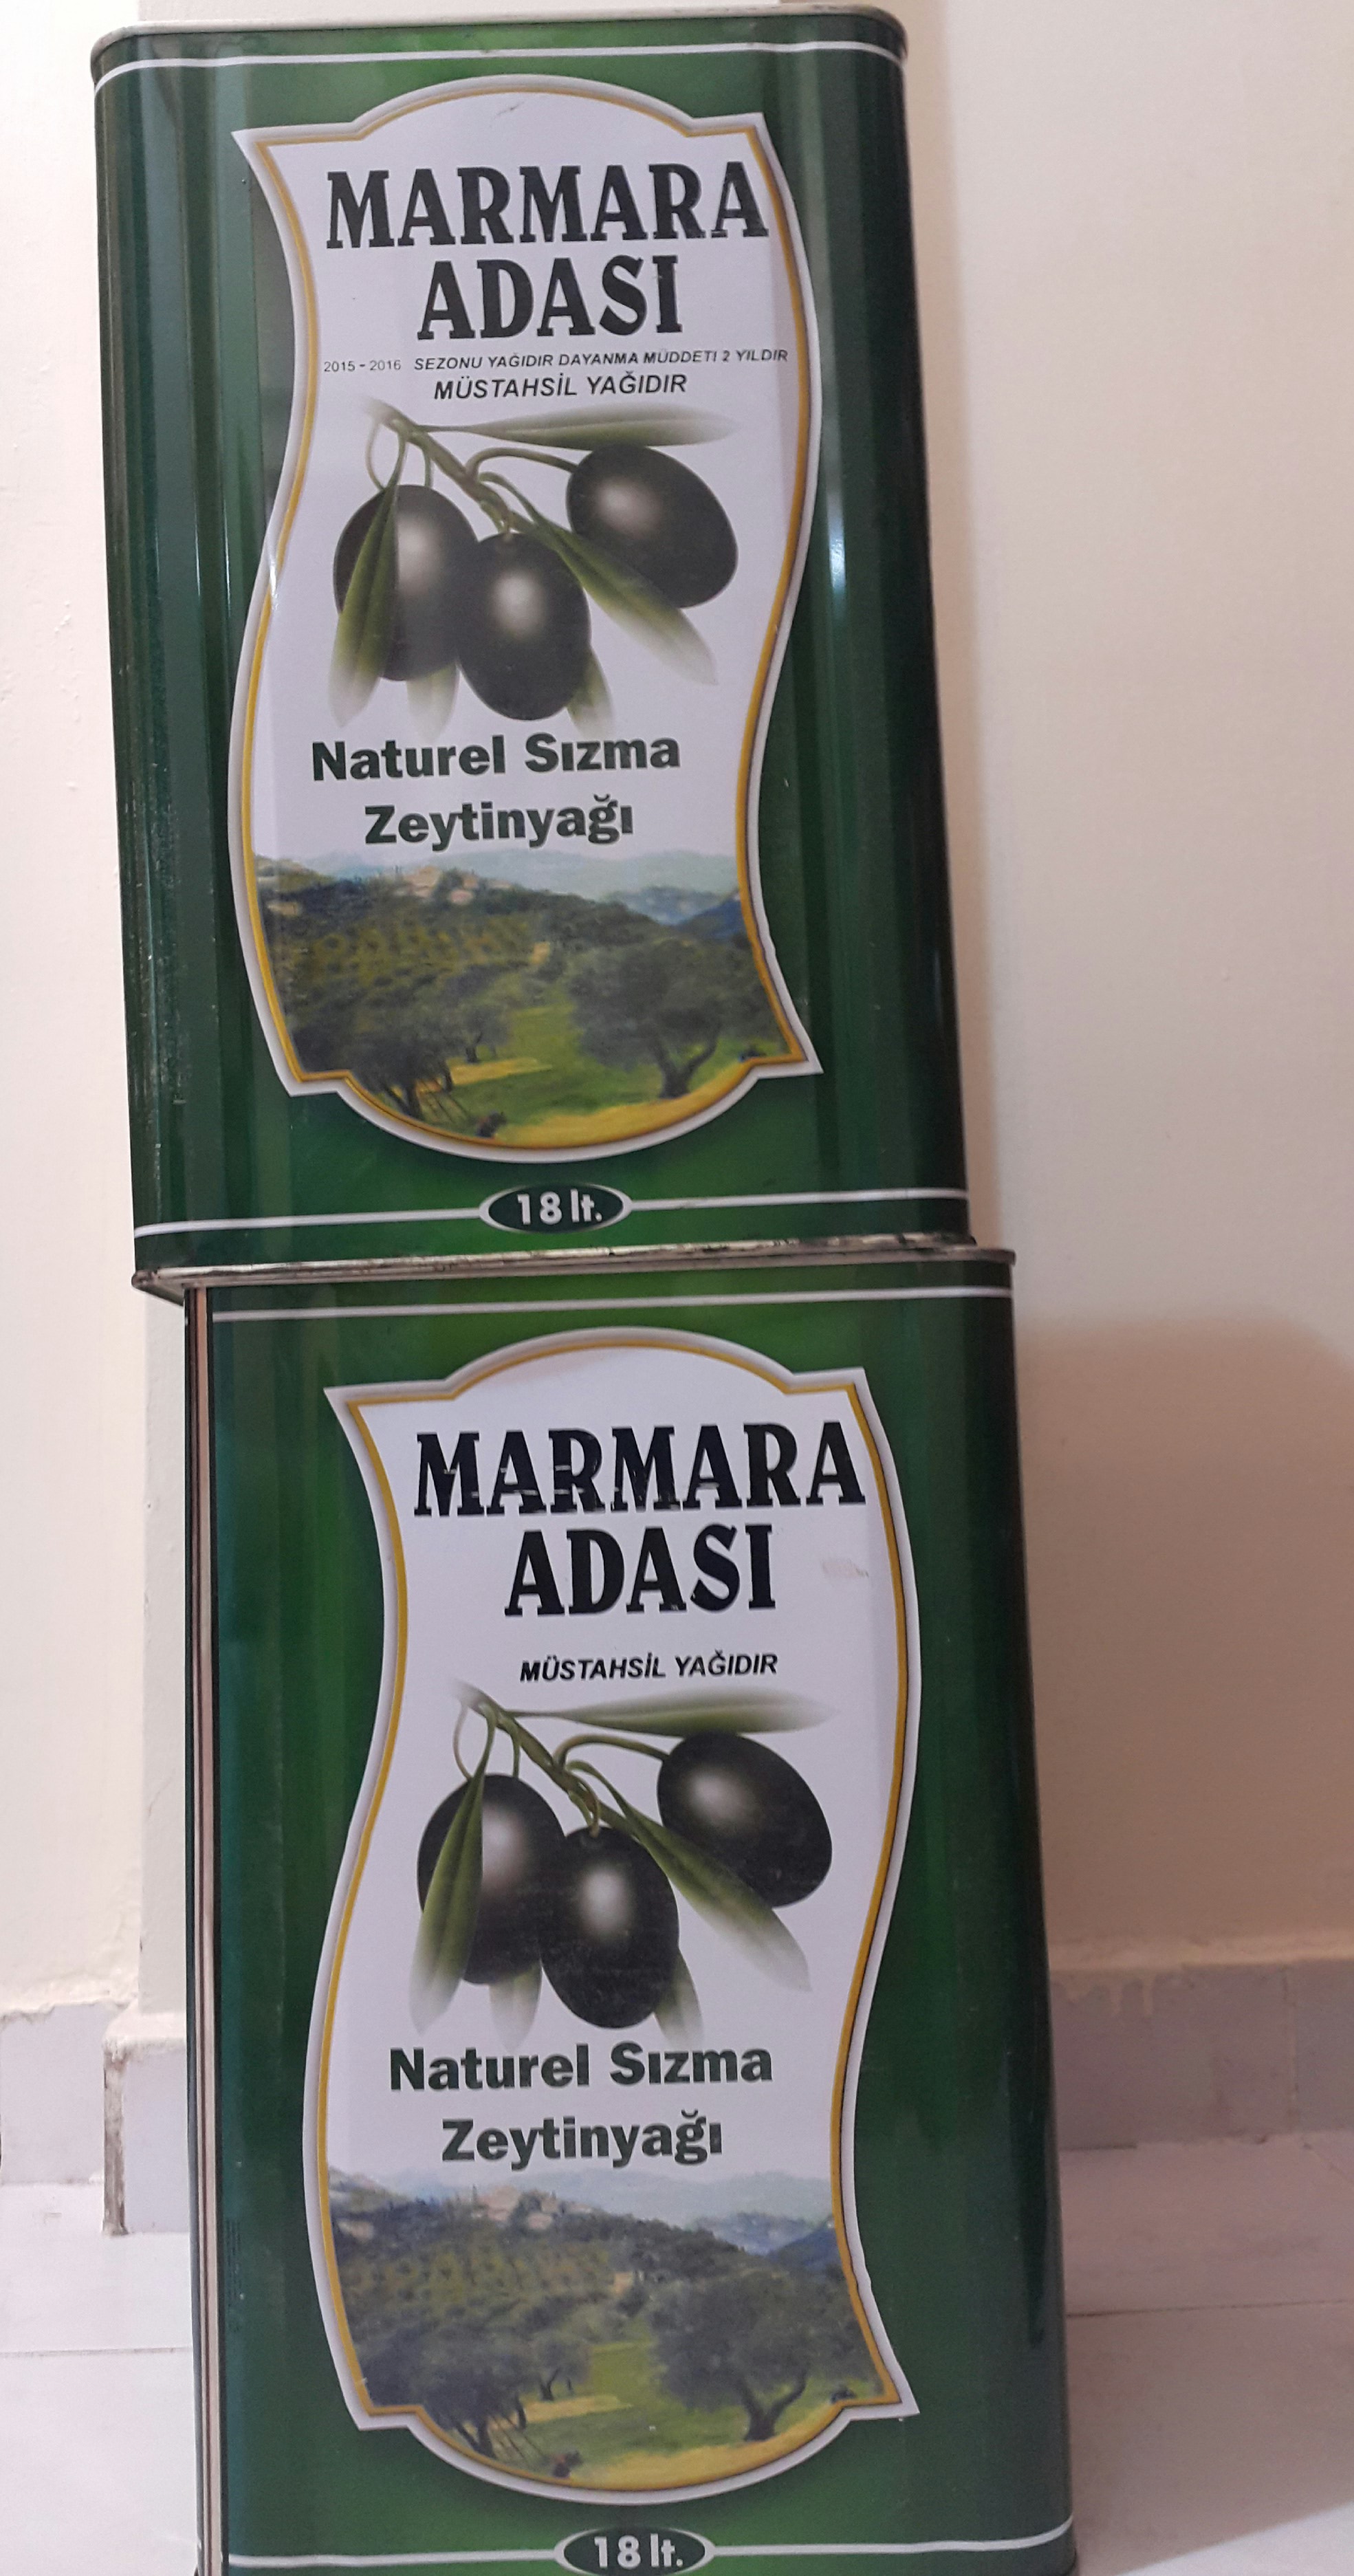 MARMARA
ADASI
2015 - 2016 SEZONU YAĞIDIR DAYANMA MÜDDETİ 2 YILDIR
MÜSTAHSİL YAĞIDIR
Naturel Sızma
Zeytinyağı
18 lt.
MARMARA
ADASI
MÜSTAHSİL YAĞIDIR
Naturel Sızma
Zeytinyağı
18 lt.